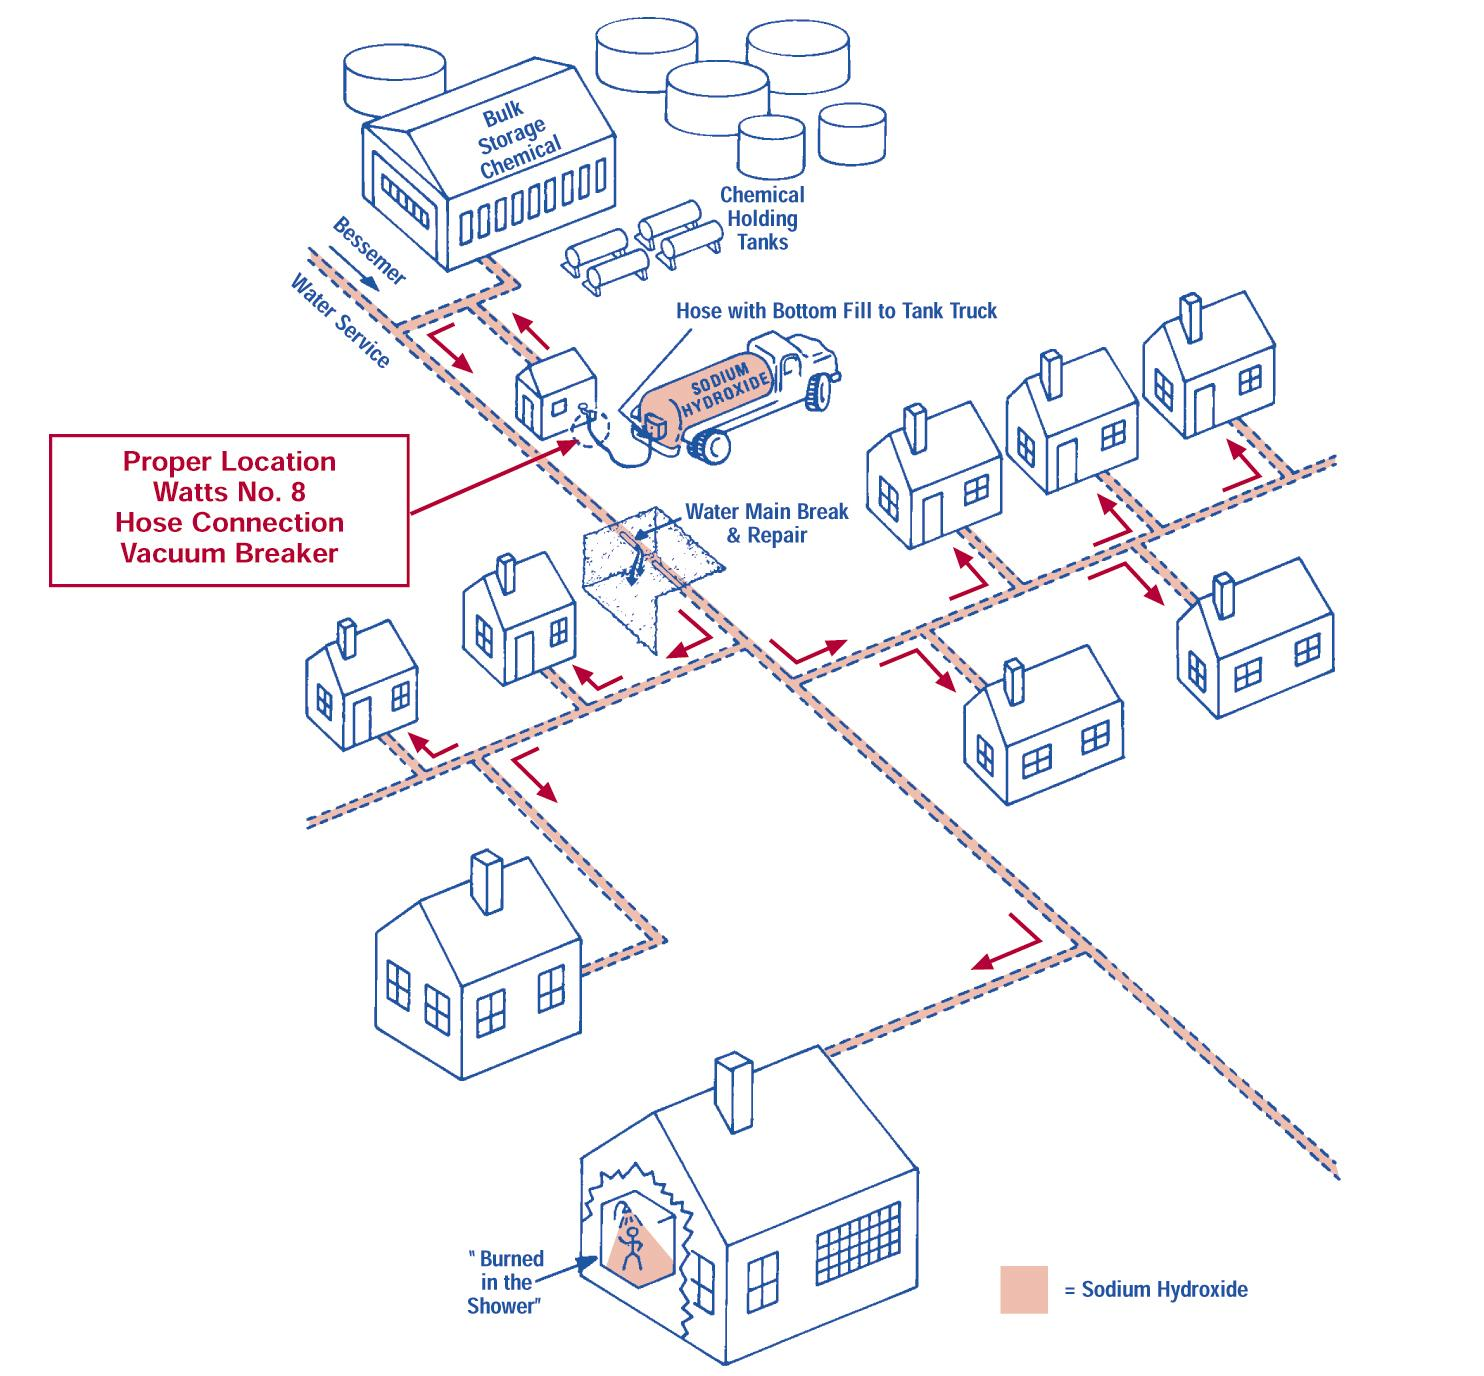 Bulk
Storage
Chemical
Chemical
Holding
Tanks
Bessemer
Water Service
Hose with Bottom Fill to Tank Truck
SODIUM
HYDROXIDE
Proper Location
Watts No. 8
Hose Connection
Vacuum Breaker
Water Main Break
& Repair
" Burned
in the
Shower"
= Sodium Hydroxide